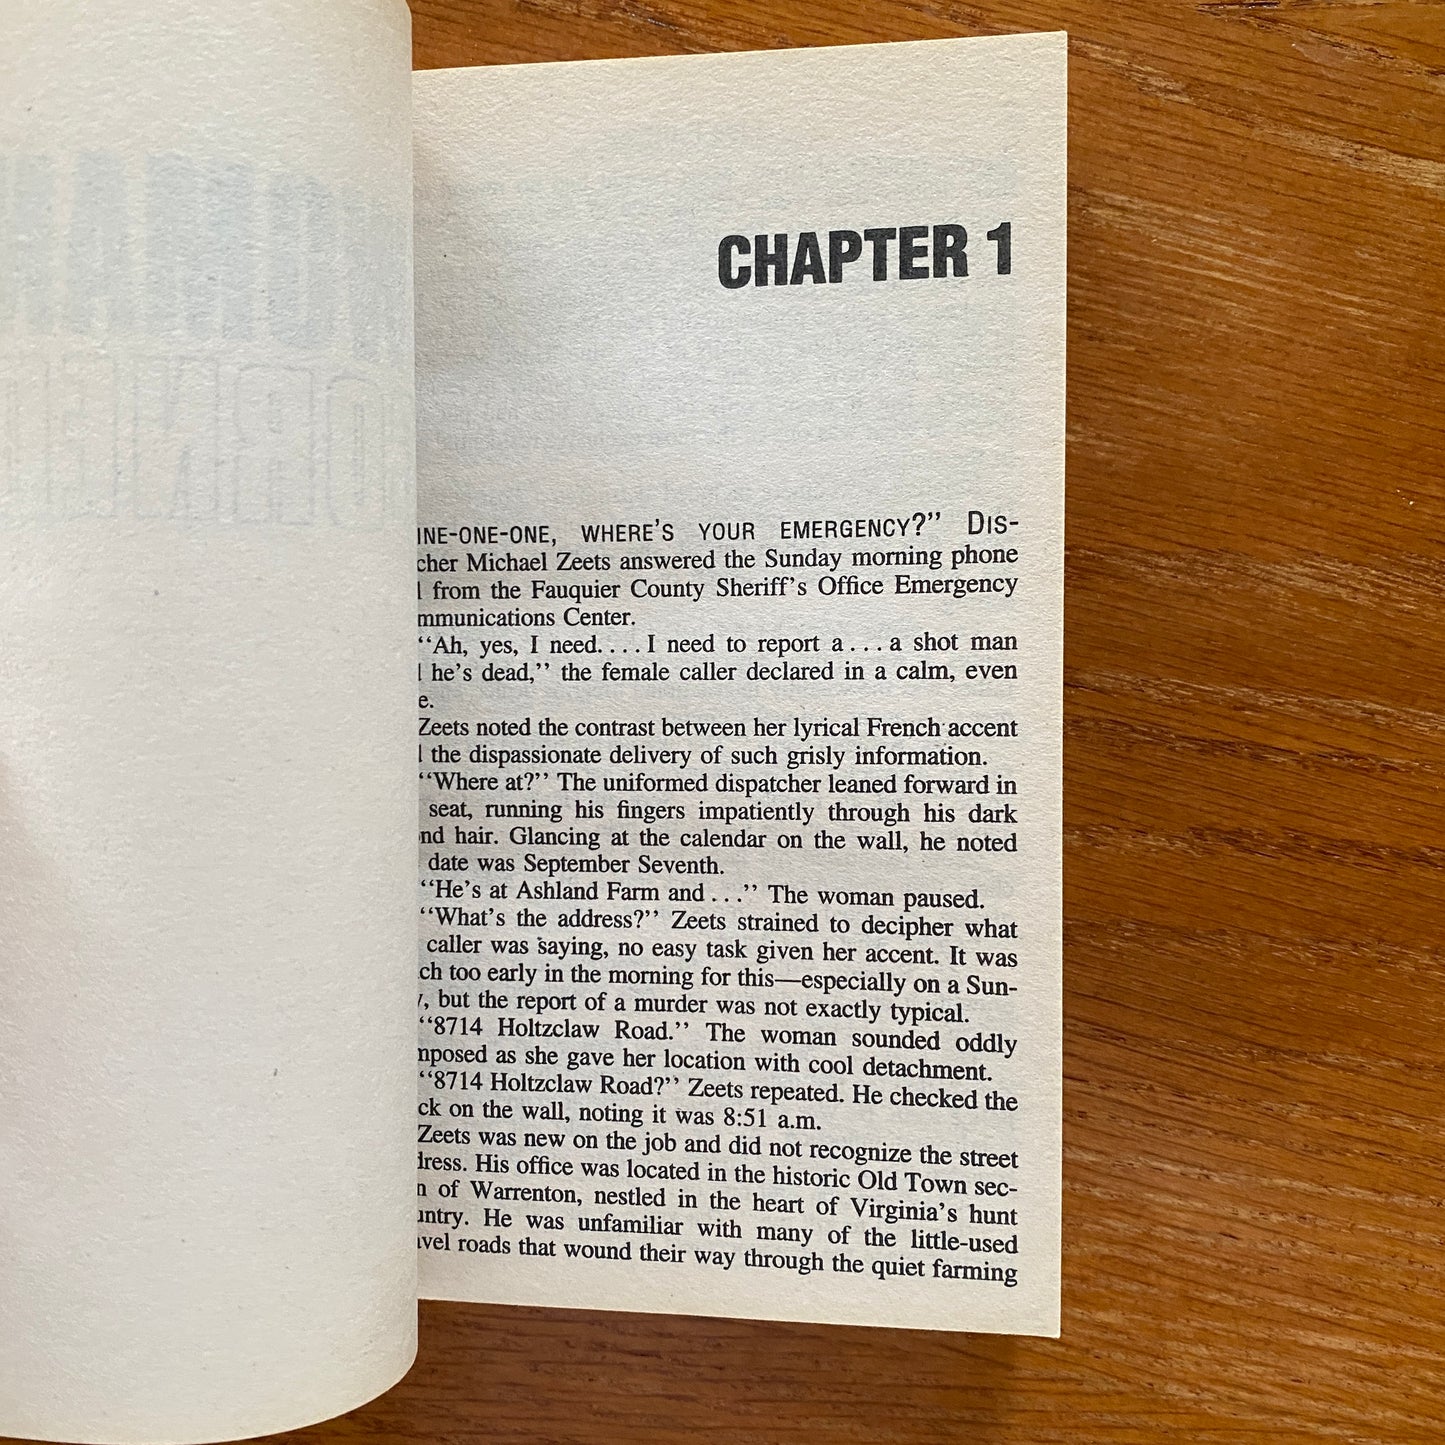 CHAPTER 1
INE-ONE-ONE, WHERE'S YOUR EMERGENCY?" DIS-
cher Michael Zeets answered the Sunday morning phone
l from the Fauquier County Sheriff's Office Emergency
mmunications Center.
"Ah, yes, I need.... I need to report a... a shot man
l he's dead," the female caller declared in a calm, even
e.
Zeets noted the contrast between her lyrical French accent
l the dispassionate delivery of such grisly information.
"Where at?" The uniformed dispatcher leaned forward in
seat, running his fingers impatiently through his dark
nd hair. Glancing at the calendar on the wall, he noted
date was September Seventh.
"He's at Ashland Farm and..." The woman paused.
"What's the address?" Zeets strained to decipher what
caller was saying, no easy task given her accent. It was
ch too early in the morning for this—especially on a Sun-
, but the report of a murder was not exactly typical.
"8714 Holtzclaw Road." The woman sounded oddly
mposed as she gave her location with cool detachment.
"8714 Holtzclaw Road?" Zeets repeated. He checked the
ck on the wall, noting it was 8:51 a.m.
Zeets was new on the job and did not recognize the street
dress. His office was located in the historic Old Town sec-
n of Warrenton, nestled in the heart of Virginia's hunt
untry. He was unfamiliar with many of the little-used
avel roads that wound their way through the quiet farming